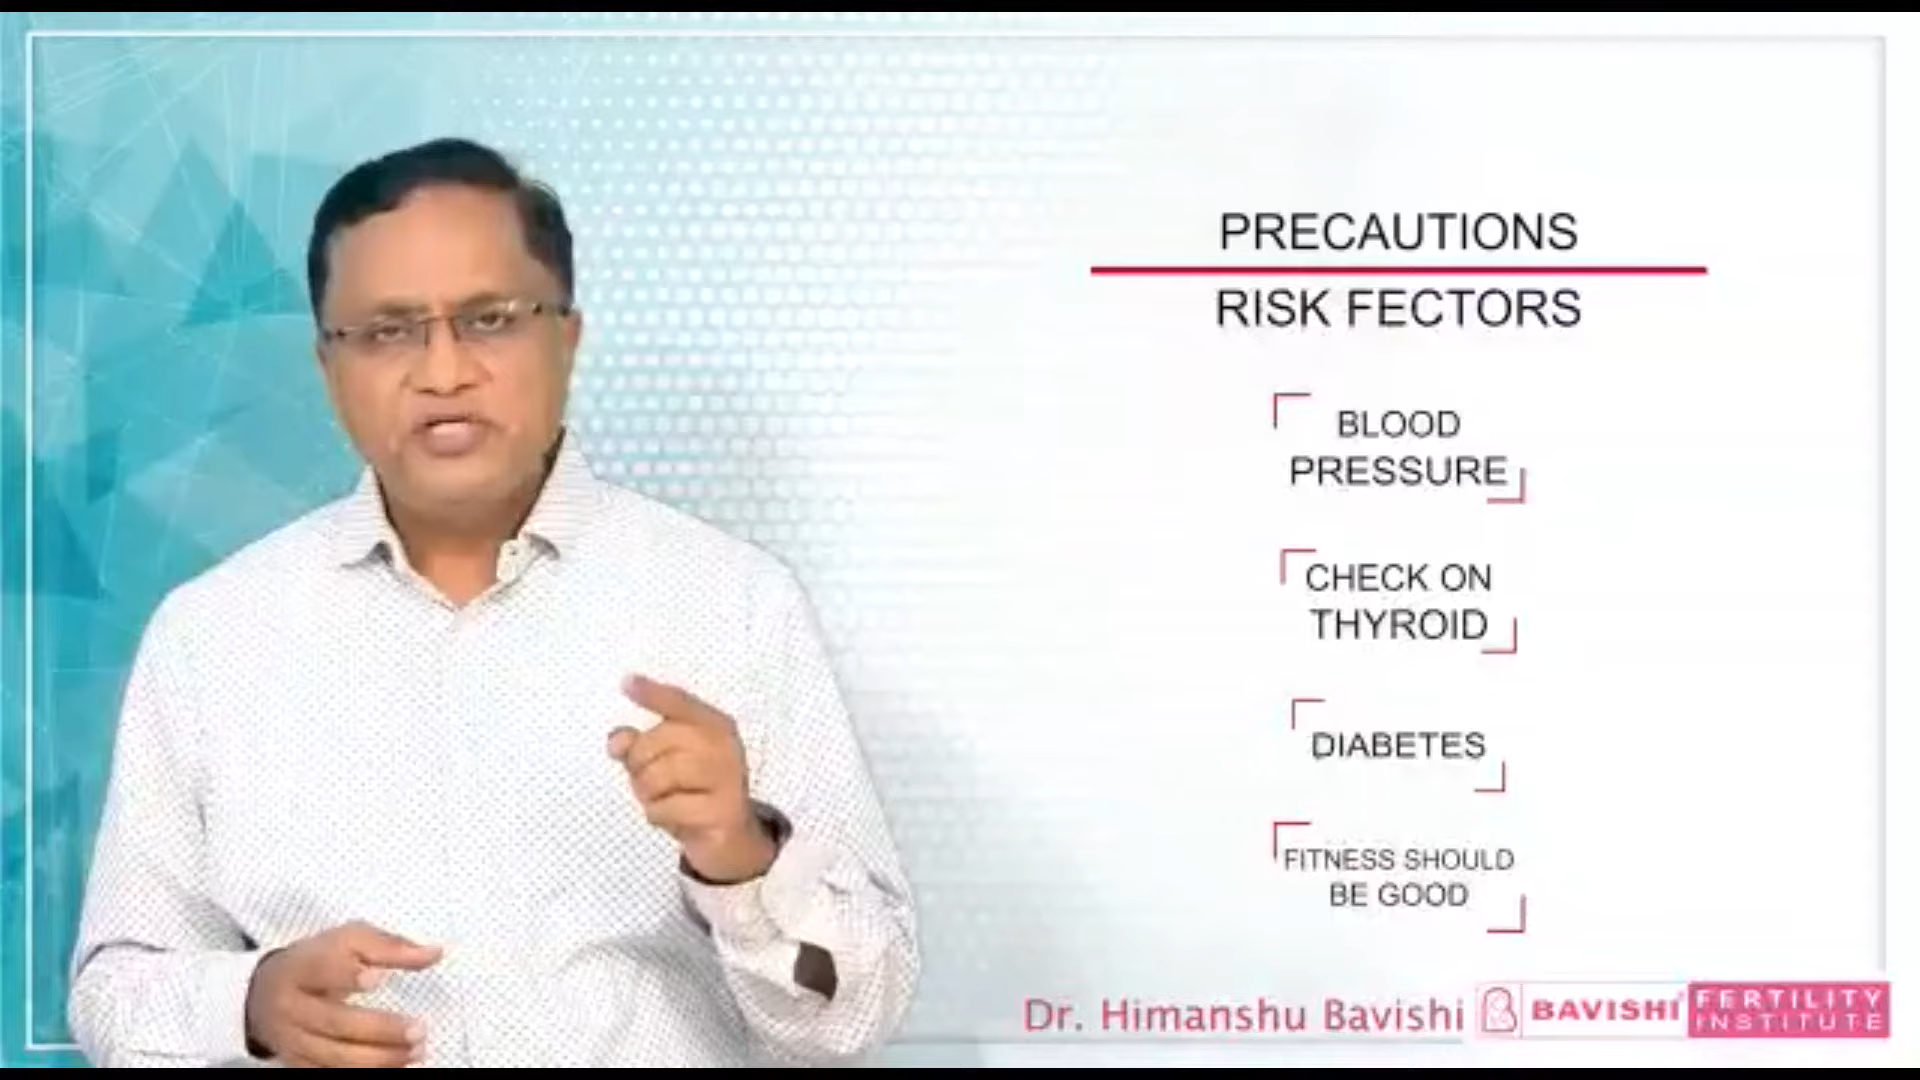 PRECAUTIONS
RISK FECTORS
BLOOD
PRESSURE
CHECK ON
THYROID
DIABETES
FITNESS SHOULD
BE GOOD
Dr. Himanshu Bavishi
BAVISHI
FERTILITY
INSTITUTE